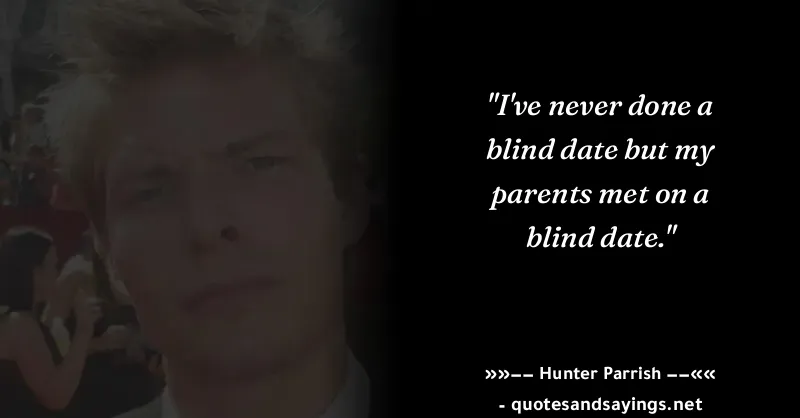 "I've never done a
blind date but my
parents met on a
blind date."
»»−− Hunter Parrish −−««
- quotesandsayings.net